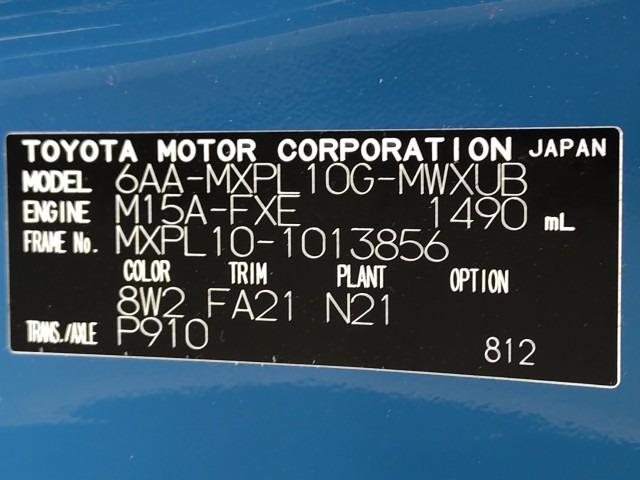 TOYOTA MOTOR CORPORATION JAPAN
MODEL 6AA-MXPL10G-MWXUB
ENGINE M15A-FXE 1490 mL
FRAME No. MXPL10-1013856
COLOR TRIM PLANT OPTION
8W2 FA21 N21
TRANS./AXLE P910
812